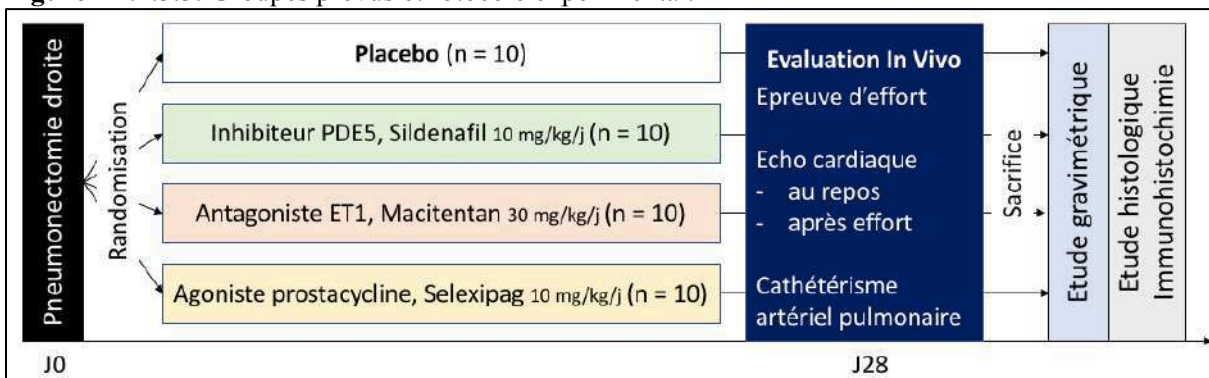 Pneumonectomie droite
Randomisation
Placebo (n = 10)
Inhibiteur PDE5, Sildenafil 10 mg/kg/j (n = 10)
Antagoniste ET1, Macitentan 30 mg/kg/j (n = 10)
Agoniste prostacycline, Selexipag 10 mg/kg/j (n = 10)
Evaluation In Vivo
Epreuve d'effort
Echo cardiaque
- au repos
- après effort
Cathétérisme
artériel pulmonaire
Sacrifice
Etude gravimétrique
Etude histologique
Immunohistochimie
J0
J28